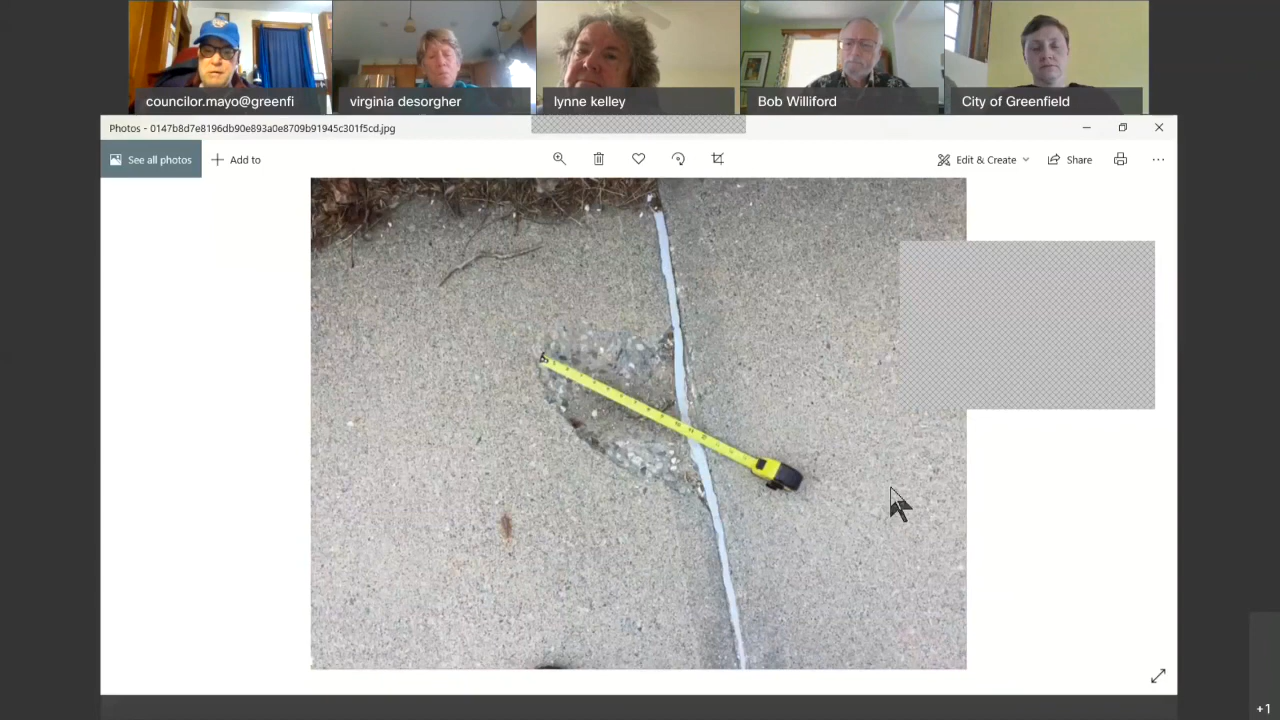 councilor.mayo@greenfi
virginia desorgher
lynne kelley
Bob Williford
City of Greenfield
Photos - 0147b8d7e8196db90e893a0e8709b91945c301f5cd.jpg
See all photos
Add to
Edit & Create
Share
+1